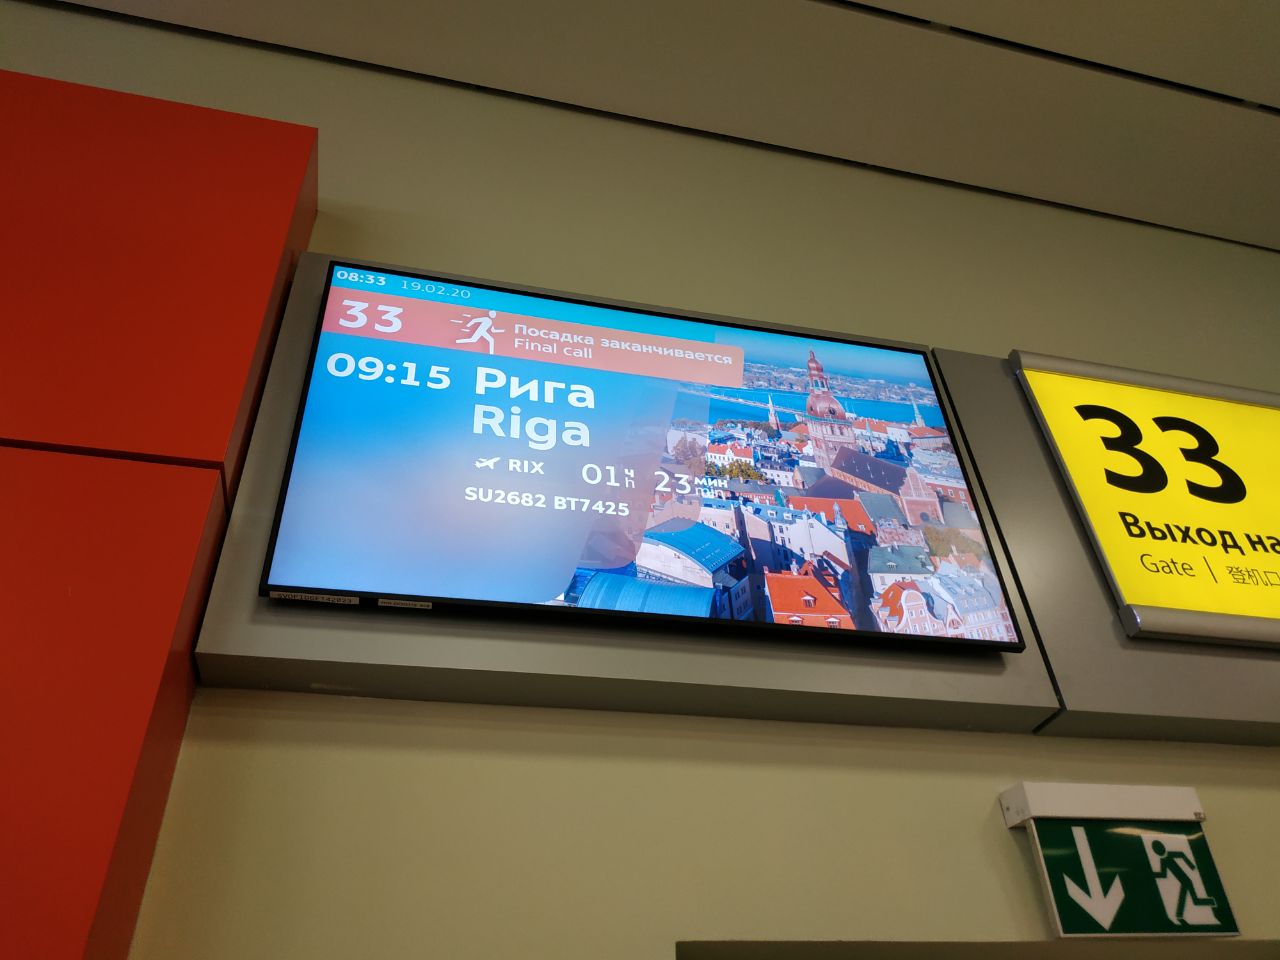 08:33 19.02.20
33 Посадка заканчивается
Final call
09:15 Рига
Riga
RIX 01 ч h 23 мин min
SU2682 BT7425
33
Выход на
Gate | 登机口